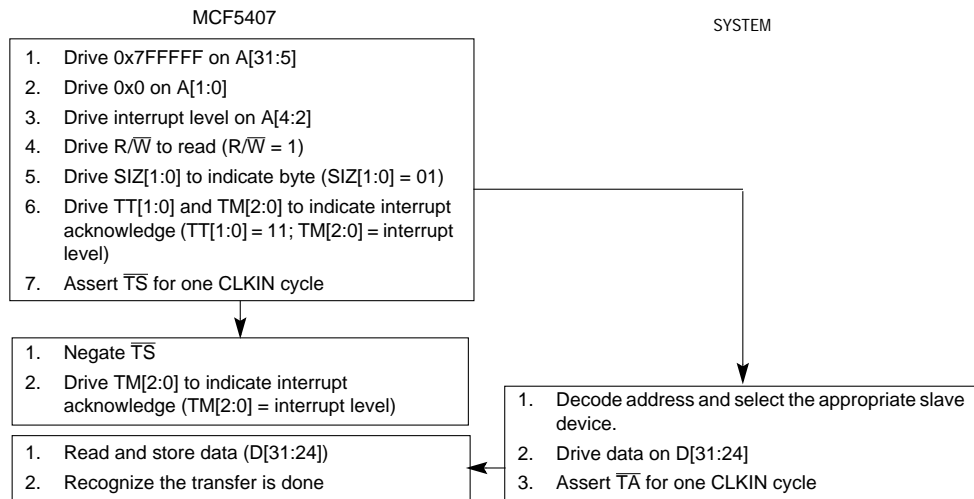 MCF5407
SYSTEM
1. Drive 0x7FFFFF on A[31:5]
2. Drive 0x0 on A[1:0]
3. Drive interrupt level on A[4:2]
4. Drive R/W̅ to read (R/W̅ = 1)
5. Drive SIZ[1:0] to indicate byte (SIZ[1:0] = 01)
6. Drive TT[1:0] and TM[2:0] to indicate interrupt
acknowledge (TT[1:0] = 11; TM[2:0] = interrupt
level)
7. Assert T̅S̅ for one CLKIN cycle
1. Negate T̅S̅
2. Drive TM[2:0] to indicate interrupt
acknowledge (TM[2:0] = interrupt level)
1. Decode address and select the appropriate slave
device.
2. Drive data on D[31:24]
3. Assert T̅A̅ for one CLKIN cycle
1. Read and store data (D[31:24])
2. Recognize the transfer is done